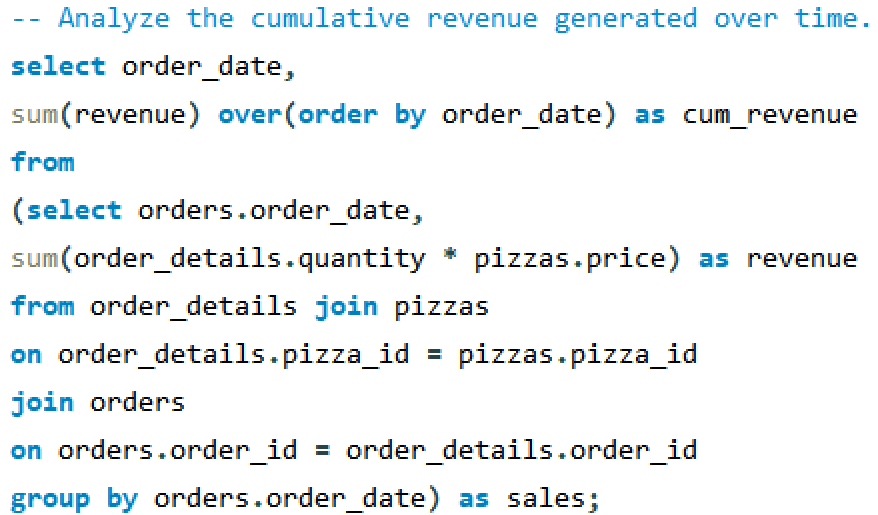 -- Analyze the cumulative revenue generated over time.
select order_date,
sum(revenue) over(order by order_date) as cum_revenue
from
(select orders.order_date,
sum(order_details.quantity * pizzas.price) as revenue
from order_details join pizzas
on order_details.pizza_id = pizzas.pizza_id
join orders
on orders.order_id = order_details.order_id
group by orders.order_date) as sales;